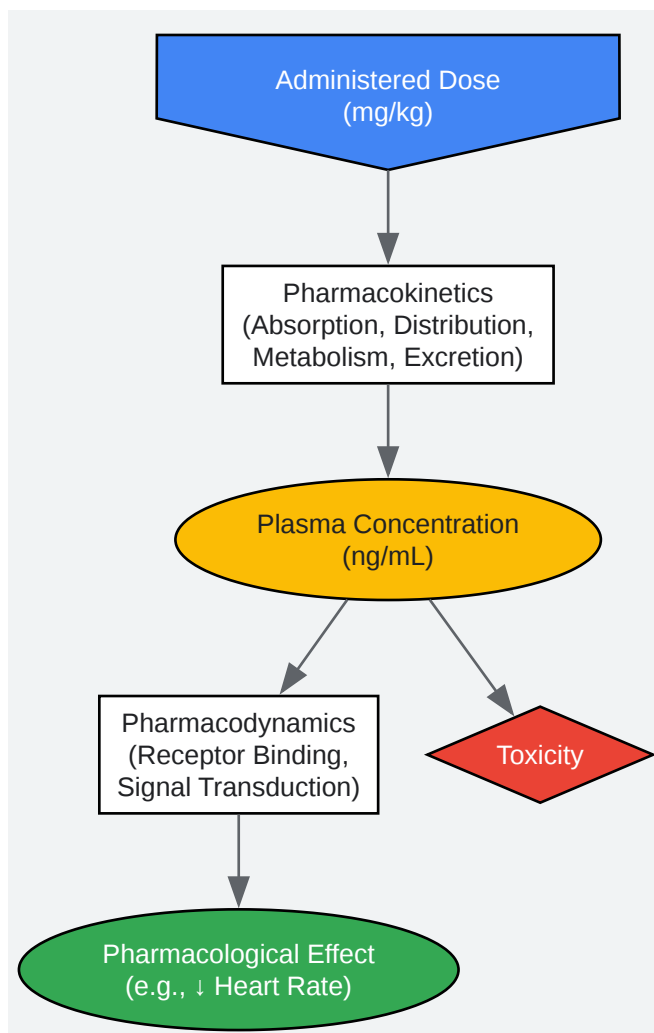 Administered Dose
(mg/kg)
Pharmacokinetics
(Absorption, Distribution,
Metabolism, Excretion)
Plasma Concentration
(ng/mL)
Pharmacodynamics
(Receptor Binding,
Signal Transduction)
Toxicity
Pharmacological Effect
(e.g., ↓ Heart Rate)